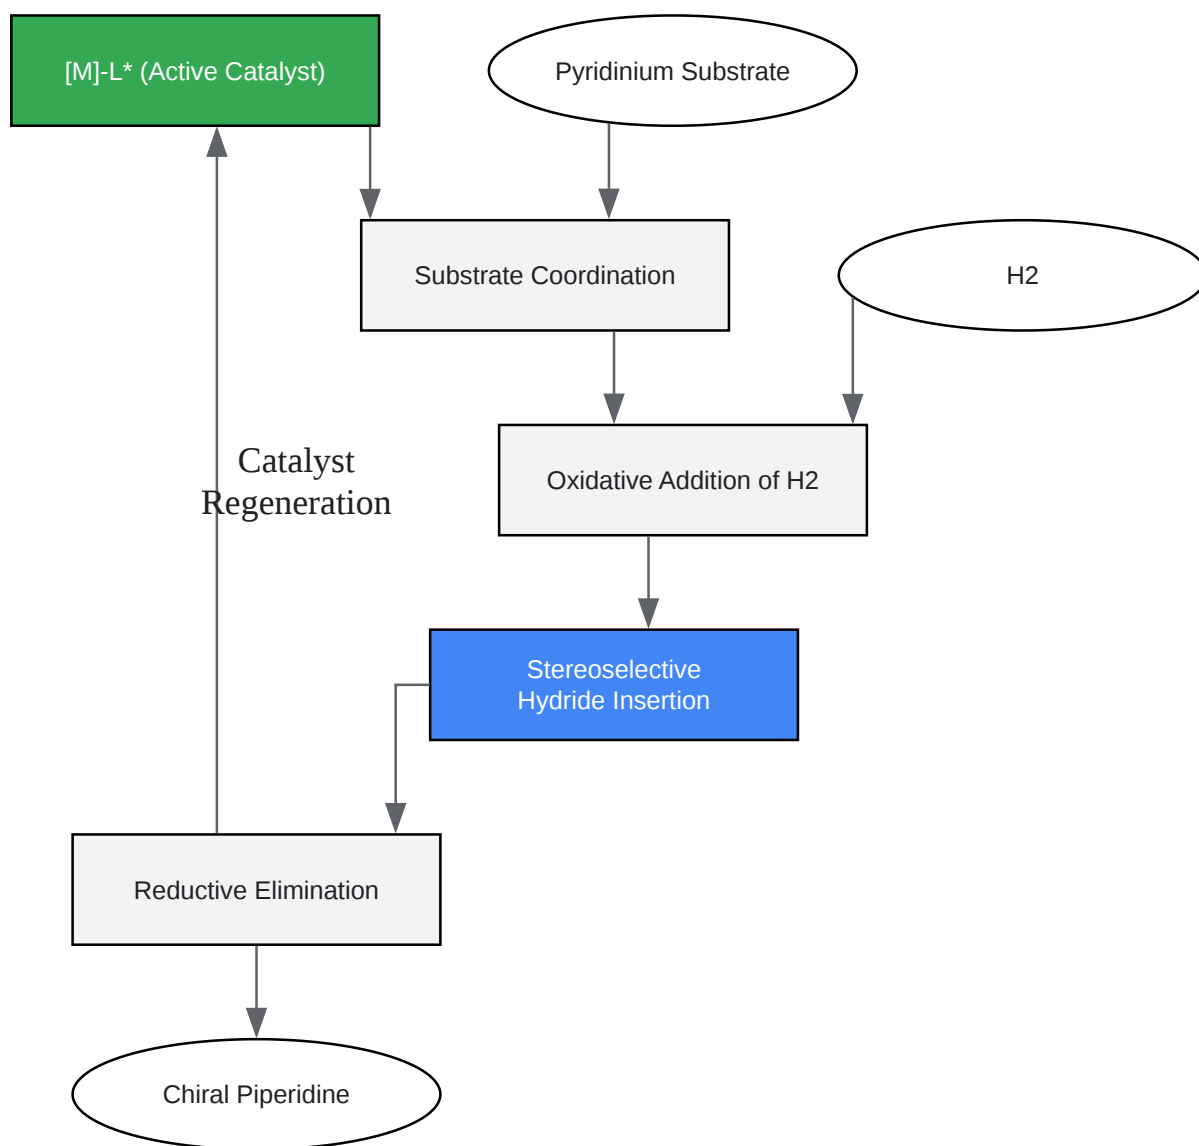 [M]-L* (Active Catalyst)
Pyridinium Substrate
Substrate Coordination
H2
Catalyst
Regeneration
Oxidative Addition of H2
Stereoselective
Hydride Insertion
Reductive Elimination
Chiral Piperidine